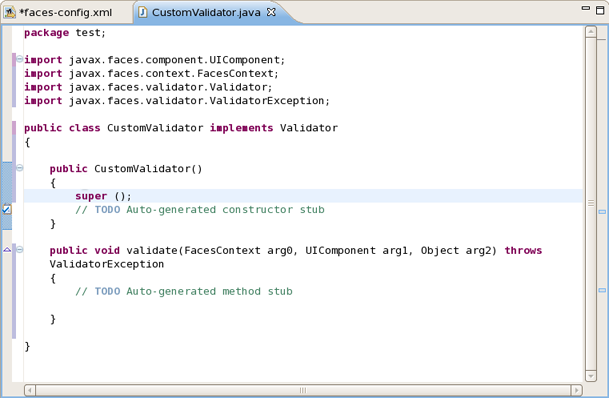 *faces-config.xml
CustomValidator.java
package test;
import javax.faces.component.UIComponent;
import javax.faces.context.FacesContext;
import javax.faces.validator.Validator;
import javax.faces.validator.ValidatorException;
public class CustomValidator implements Validator
{
public CustomValidator()
{
super ();
// TODO Auto-generated constructor stub
}
public void validate(FacesContext arg0, UIComponent arg1, Object arg2) throws
ValidatorException
{
// TODO Auto-generated method stub
}
}